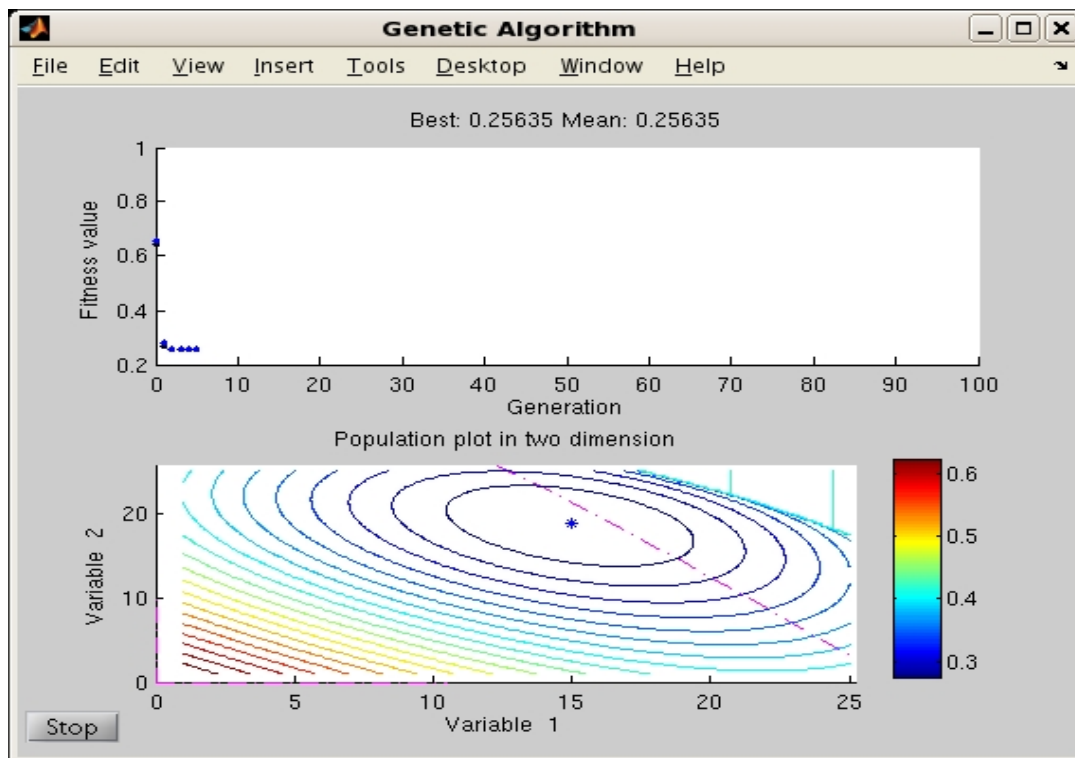 Genetic Algorithm
File Edit View Insert Tools Desktop Window Help
Best: 0.25635 Mean: 0.25635
1
0.8
0.6
0.4
0.2
Fitness value
0 10 20 30 40 50 60 70 80 90 100
Generation
Population plot in two dimension
20
10
0
Variable 2
0 5 10 15 20 25
Variable 1
0.6
0.5
0.4
0.3
Stop